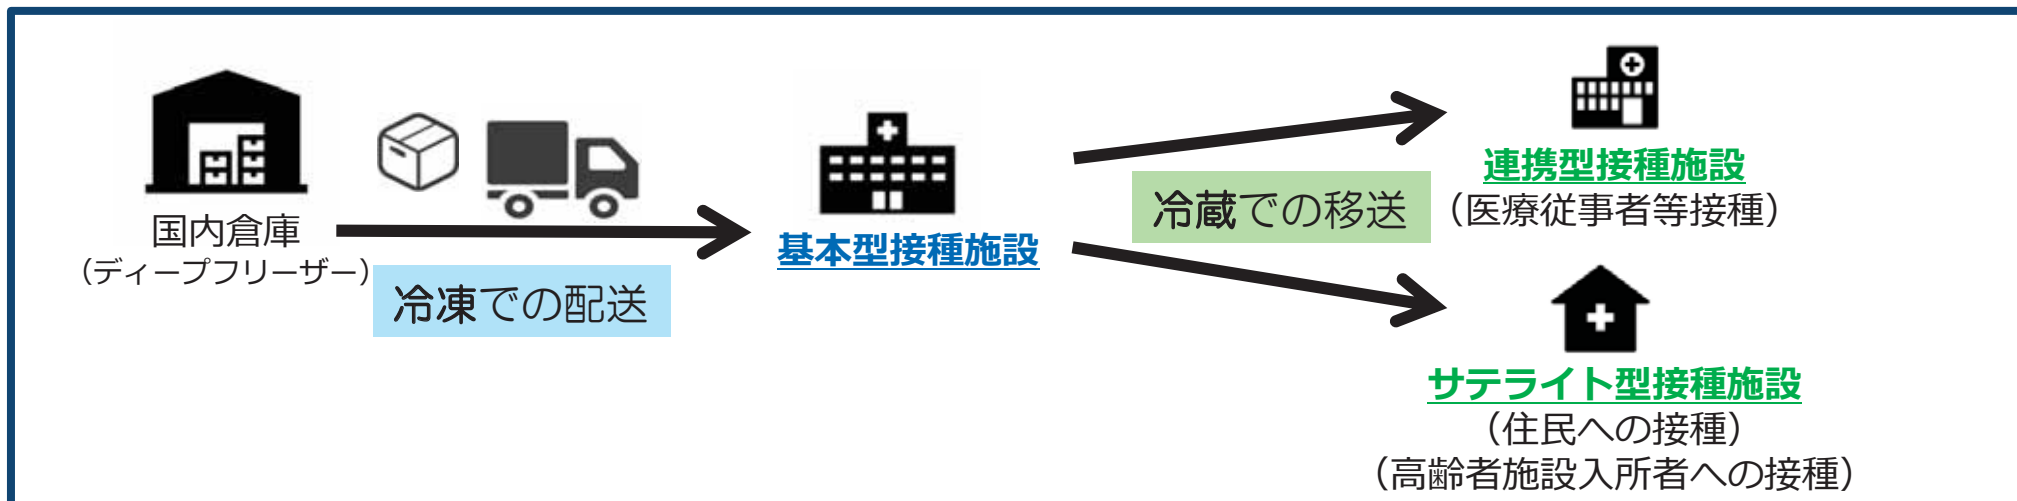 国内倉庫
（ディープフリーザー）
冷凍での配送
基本型接種施設
冷蔵での移送
連携型接種施設
（医療従事者等接種）
サテライト型接種施設
（住民への接種）
（高齢者施設入所者への接種）